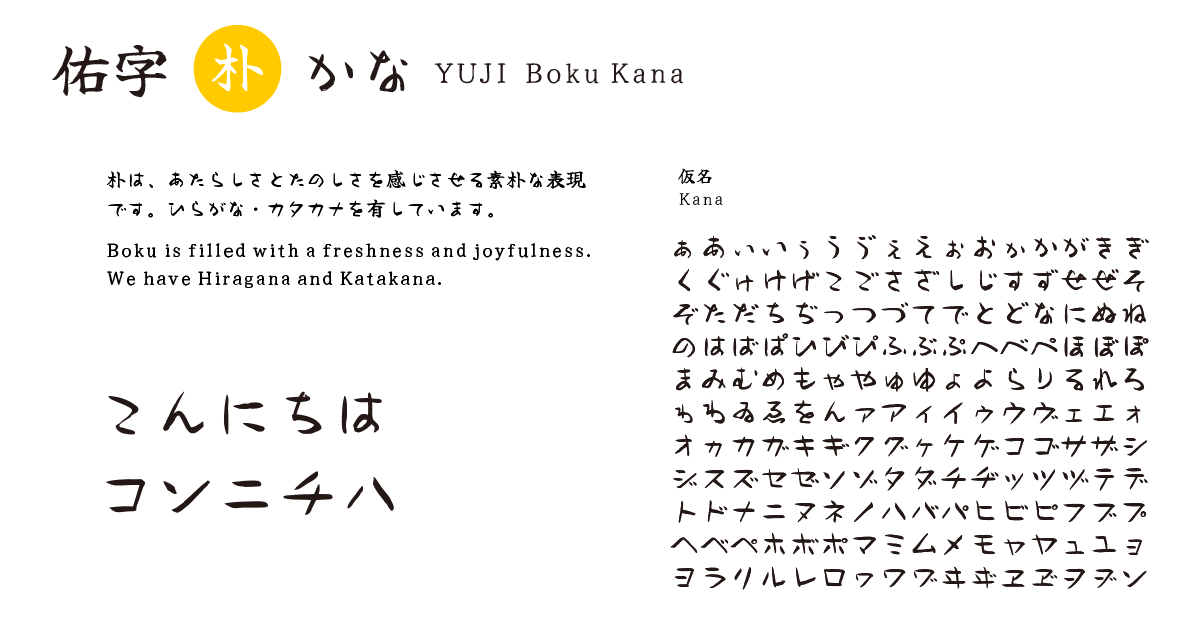 佑字 朴 かな YUJI Boku Kana
朴は、あたらしさとたのしさを感じさせる素朴な表現
です。ひらがな・カタカナを有しています。
Boku is filled with a freshness and joyfulness.
We have Hiragana and Katakana.
こんにちは
コンニチハ
仮名
Kana
ぁあぃいぅうゔぇえぉおゕかがきぎ
くぐゖけげこごさざしじすずせぜそ
ぞただちぢっつづてでとどなにぬね
のはばぱひびぴふぶぷへべぺほぼぽ
まみむめもゃやゅゆょよらりるれろ
ゎわゐゑをんァアィイゥウヴェエォ
オヵカガキギクグヶケゲコゴサザシ
ジスズセゼソゾタダチヂッツヅテデ
トドナニヌネノハバパヒビピフブプ
ヘベペホボポマミムメモャヤュユョ
ヨラリルレロヮワヷヰヸヱヹヲヺン